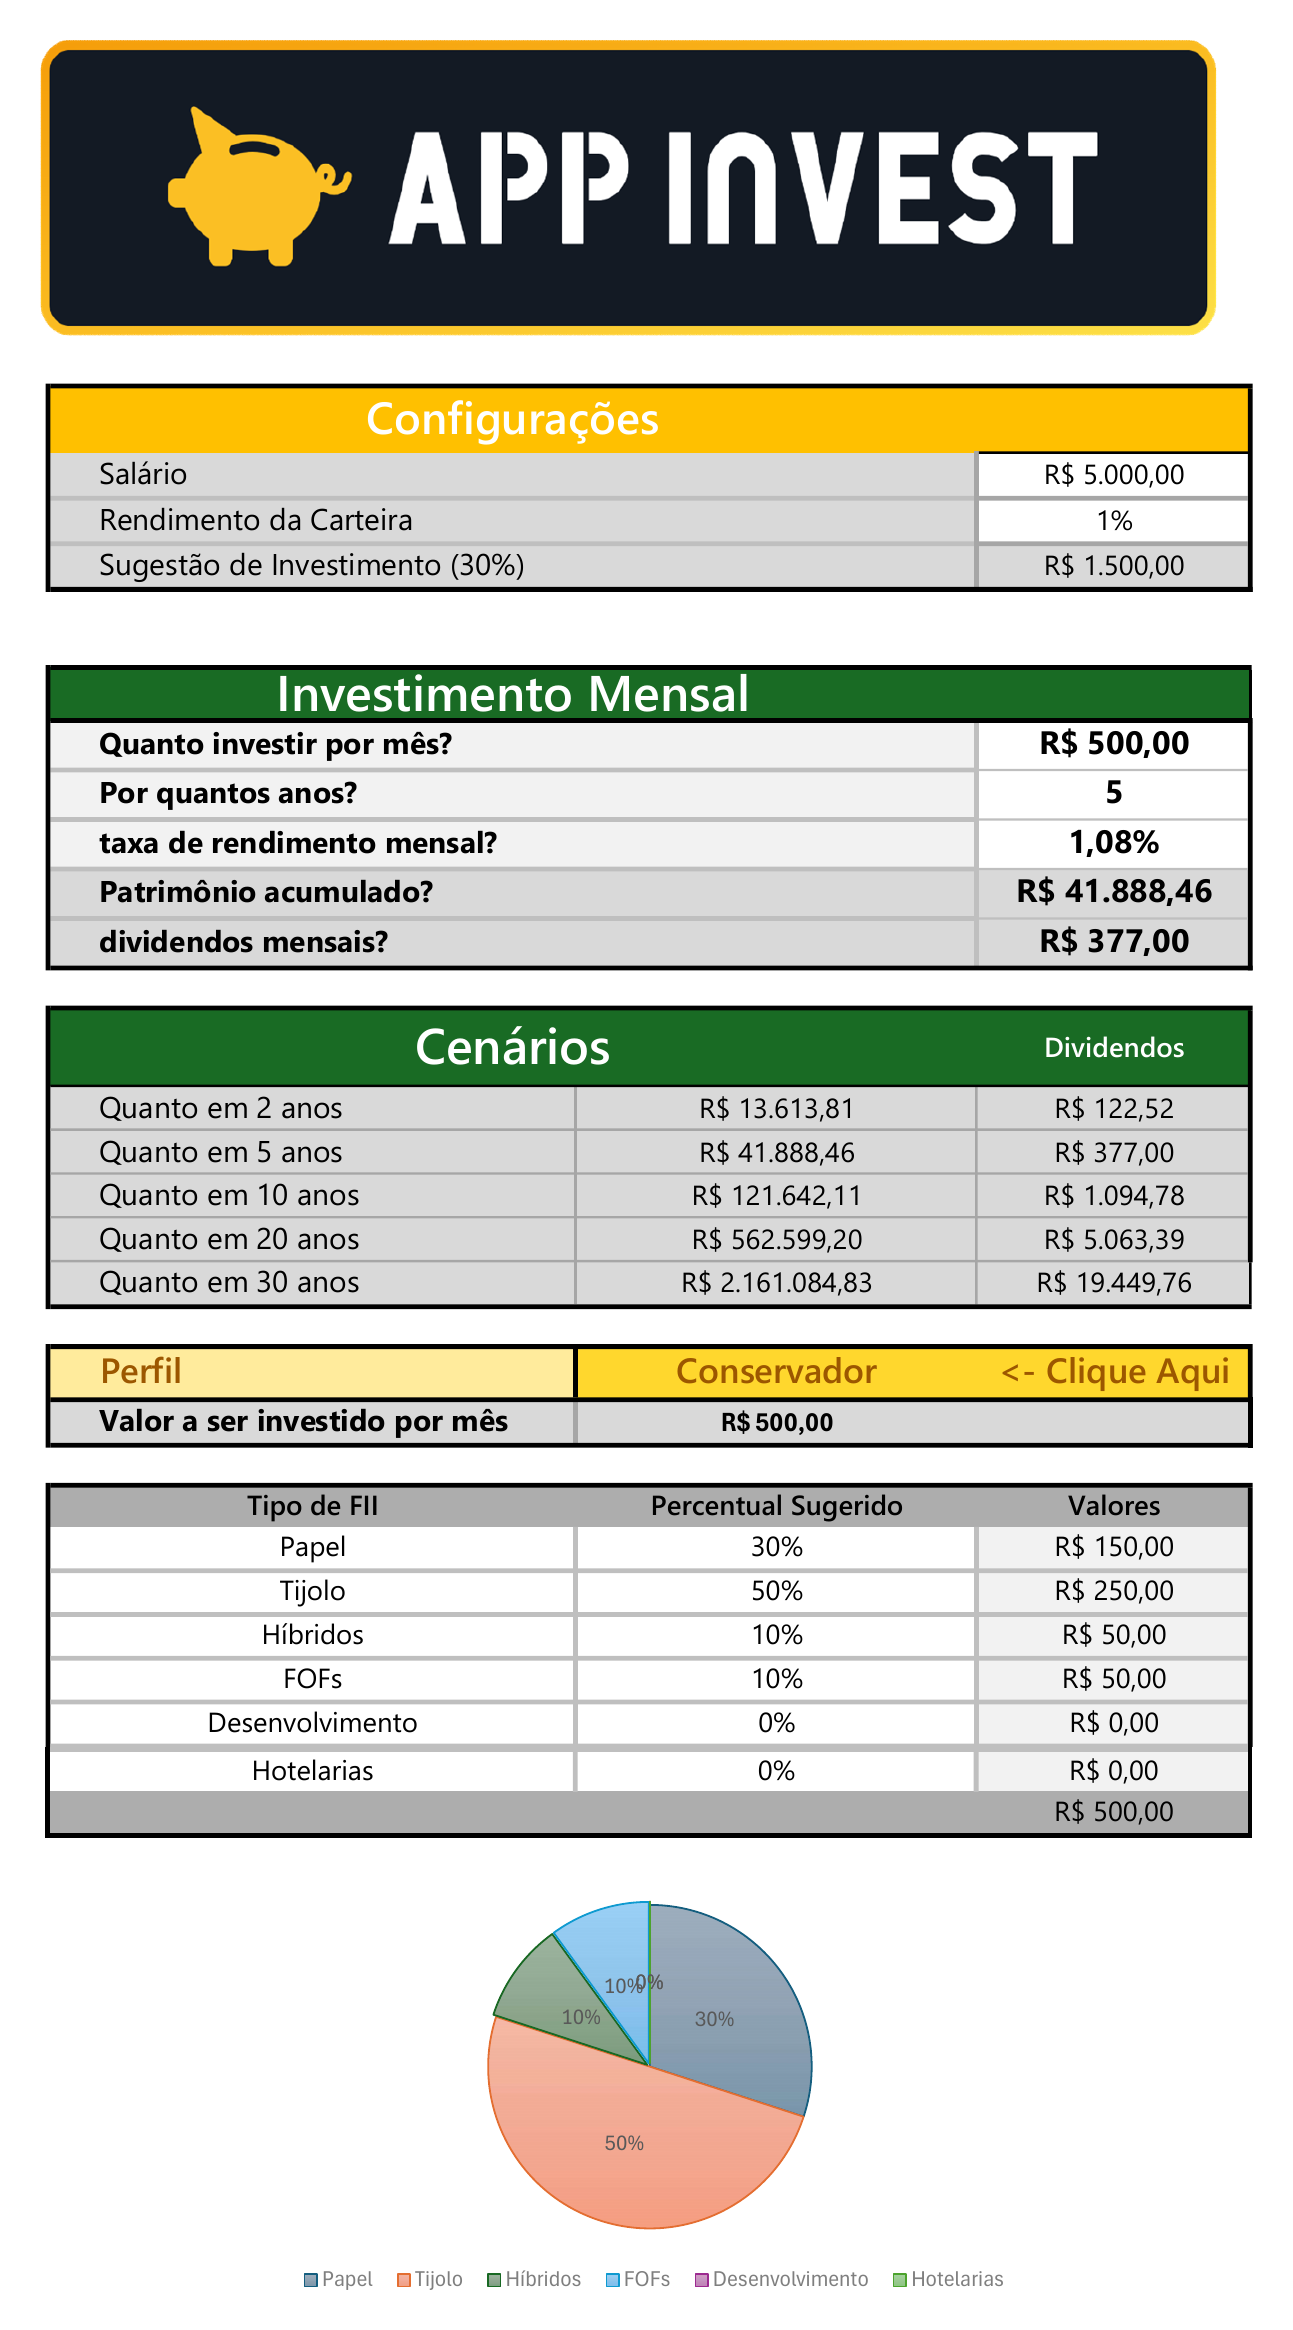 APP INVEST
Configurações
Salário R$ 5.000,00
Rendimento da Carteira 1%
Sugestão de Investimento (30%) R$ 1.500,00
Investimento Mensal
Quanto investir por mês? R$ 500,00
Por quantos anos? 5
taxa de rendimento mensal? 1,08%
Patrimônio acumulado? R$ 41.888,46
dividendos mensais? R$ 377,00
Cenários Dividendos
Quanto em 2 anos R$ 13.613,81 R$ 122,52
Quanto em 5 anos R$ 41.888,46 R$ 377,00
Quanto em 10 anos R$ 121.642,11 R$ 1.094,78
Quanto em 20 anos R$ 562.599,20 R$ 5.063,39
Quanto em 30 anos R$ 2.161.084,83 R$ 19.449,76
Perfil Conservador <- Clique Aqui
Valor a ser investido por mês R$ 500,00
Tipo de FII Percentual Sugerido Valores
Papel 30% R$ 150,00
Tijolo 50% R$ 250,00
Híbridos 10% R$ 50,00
FOFs 10% R$ 50,00
Desenvolvimento 0% R$ 0,00
Hotelarias 0% R$ 0,00
R$ 500,00
10% 0%
10% 30%
50%
Papel Tijolo Híbridos FOFs Desenvolvimento Hotelarias